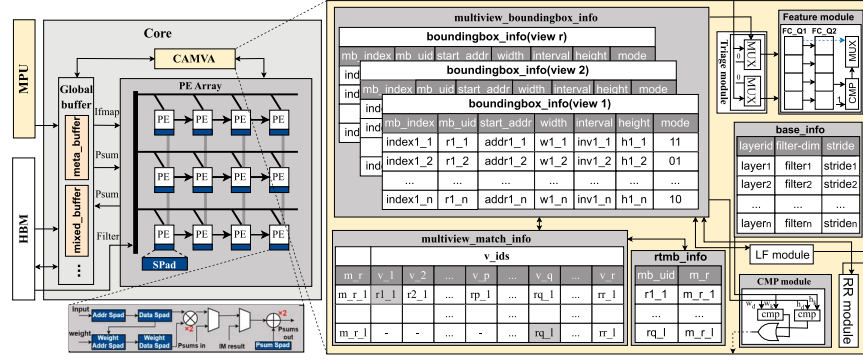 Core
MPU
HBM
CAMVA
PE Array
Global
buffer
meta_buffer
mixed_buffer
...
Ifmap
Psum
Psum
Filter
PE PE PE PE
PE PE PE PE
PE PE PE PE
SPad
input
weight
Addr Spad
Data Spad
Weight
Addr Spad
Weight
Data Spad
×2
Psums in
IM result
×2
Psums
out
Psum Spad
multiview_boundingbox_info
boundingbox_info(view r)
mb_index mb_uid start_addr width interval height mode
boundingbox_info(view 2)
mb_index mb_uid start_addr width interval height mode
boundingbox_info(view 1)
mb_index mb_uid start_addr width interval height mode
index1_1 r1_1 addr1_1 w1_1 inv1_1 h1_1 11
index1_2 r1_2 addr1_2 w1_2 inv1_2 h1_2 01
... ... ... ... ... ... ...
index1_n r1_n addr1_n w1_n inv1_n h1_n 10
multiview_match_info
v_ids
m_r v_1 v_2 ... v_p ... v_q ... v_r
m_r_1 r1_1 r2_1 ... rp_1 ... rq_1 ... rr_1
... ... ... ... ... ... ... ... ...
m_r_l - - ... - ... rq_l ... -
rtmb_info
mb_uid m_r
r1_1 m_r_1
... ...
rq_l m_r_l
Triage module
MUX
MUX
0
0
Feature module
FC_Q1 FC_Q2
MUX
CMP
1
base_info
layerid filter-dim stride
layer1 filter1 stride1
layer2 filter2 stride2
... ... ...
layern filtern striden
LF module
RR module
CMP module
cmp
cmp